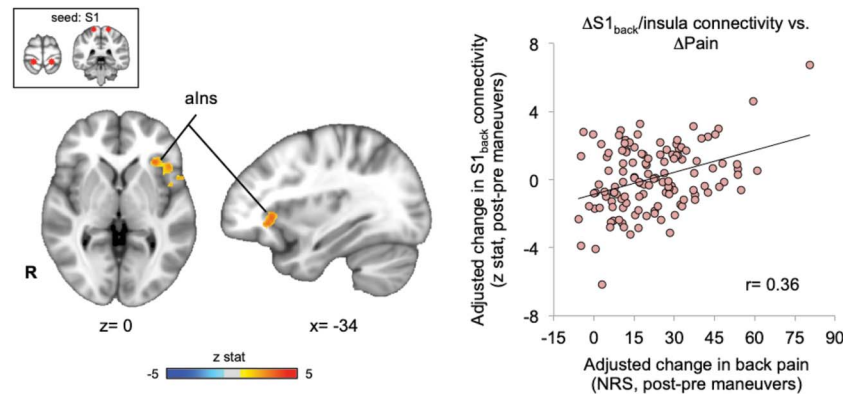 seed: S1
aIns
R
z= 0
x= -34
z stat
-5
5
ΔS1back/insula connectivity vs.
ΔPain
Adjusted change in S1back connectivity
(z stat, post-pre maneuvers)
8
4
0
-4
-8
r= 0.36
-15 0 15 30 45 60 75 90
Adjusted change in back pain
(NRS, post-pre maneuvers)